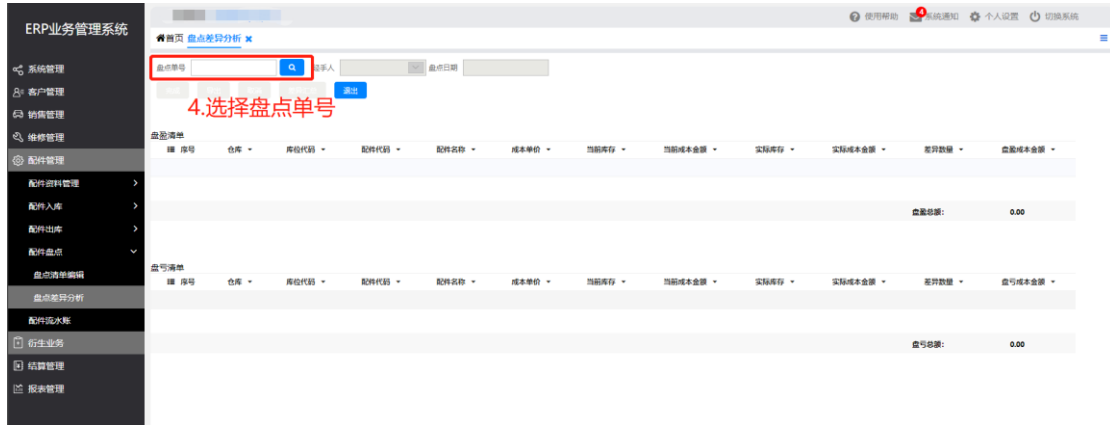 ERP业务管理系统
使用帮助 4 系统通知 个人设置 切换系统
首页 盘点差异分析
系统管理
客户管理
销售管理
维修管理
配件管理
配件资料管理
配件入库
配件出库
配件盘点
盘点清单编辑
盘点差异分析
配件流水账
衍生业务
结算管理
报表管理
盘点单号 经手人 盘点日期
退出
4.选择盘点单号
盘盈清单
序号 仓库 库位代码 配件代码 配件名称 成本单价 当前库存 当前成本金额 实际库存 实际成本金额 差异数量 盘盈成本金额
盘盈总额: 0.00
盘亏清单
序号 仓库 库位代码 配件代码 配件名称 成本单价 当前库存 当前成本金额 实际库存 实际成本金额 差异数量 盘亏成本金额
盘亏总额: 0.00